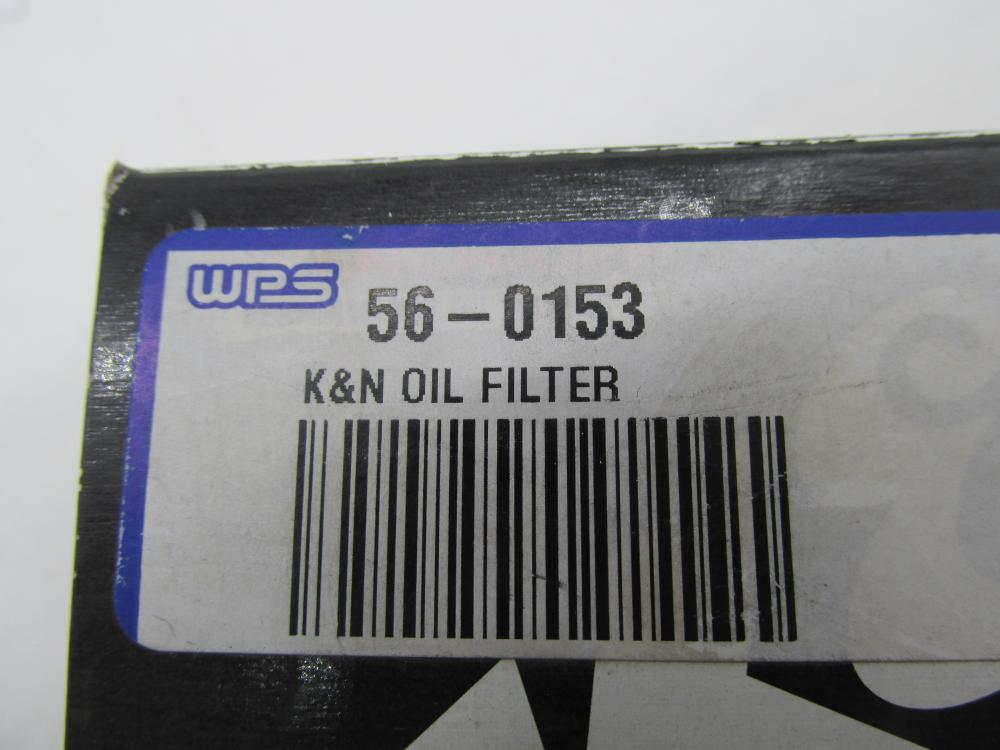 WPS 56-0153
K&N OIL FILTER